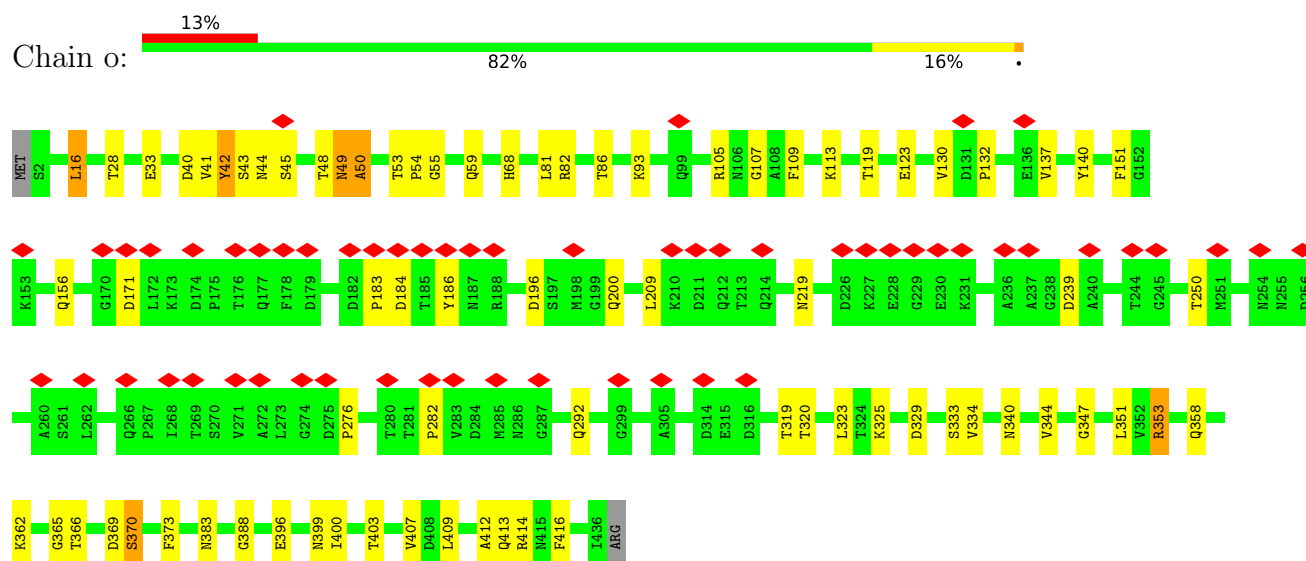 13%
Chain o:
82% 16% •
MET S2 L16 T28 E33 D40 V41 Y42 S43 N44 S45 T48 N49 A50 T53 P54 G55 Q59 H68 L81 R82 T86 K93 Q99 R105 N106 G107 A108 F109 K113 T119 E123 V130 D131 P132 E136 V137 Y140 F151 G152
K153 Q156 G170 D171 L172 K173 D174 P175 T176 Q177 F178 D179 D182 P183 D184 T185 Y186 N187 R188 D196 S197 M198 G199 Q200 L209 K210 D211 Q212 T213 Q214 N219 D226 K227 E228 G229 E230 K231 A236 A237 G238 D239 A240 T244 G245 T250 M251 N254 N255
A260 S261 L262 Q266 P267 I268 T269 S270 V271 A272 L273 G274 D275 P276 T280 T281 P282 V283 D284 M285 N286 G287 Q292 G299 A305 D314 E315 D316 T319 T320 L323 T324 K325 D329 S333 V334 N340 V344 G347 L351 V352 R353 Q358
K362 G365 T366 D369 S370 F373 N383 G388 E396 N399 I400 T403 V407 D408 L409 A412 Q413 R414 N415 F416 I436 ARG